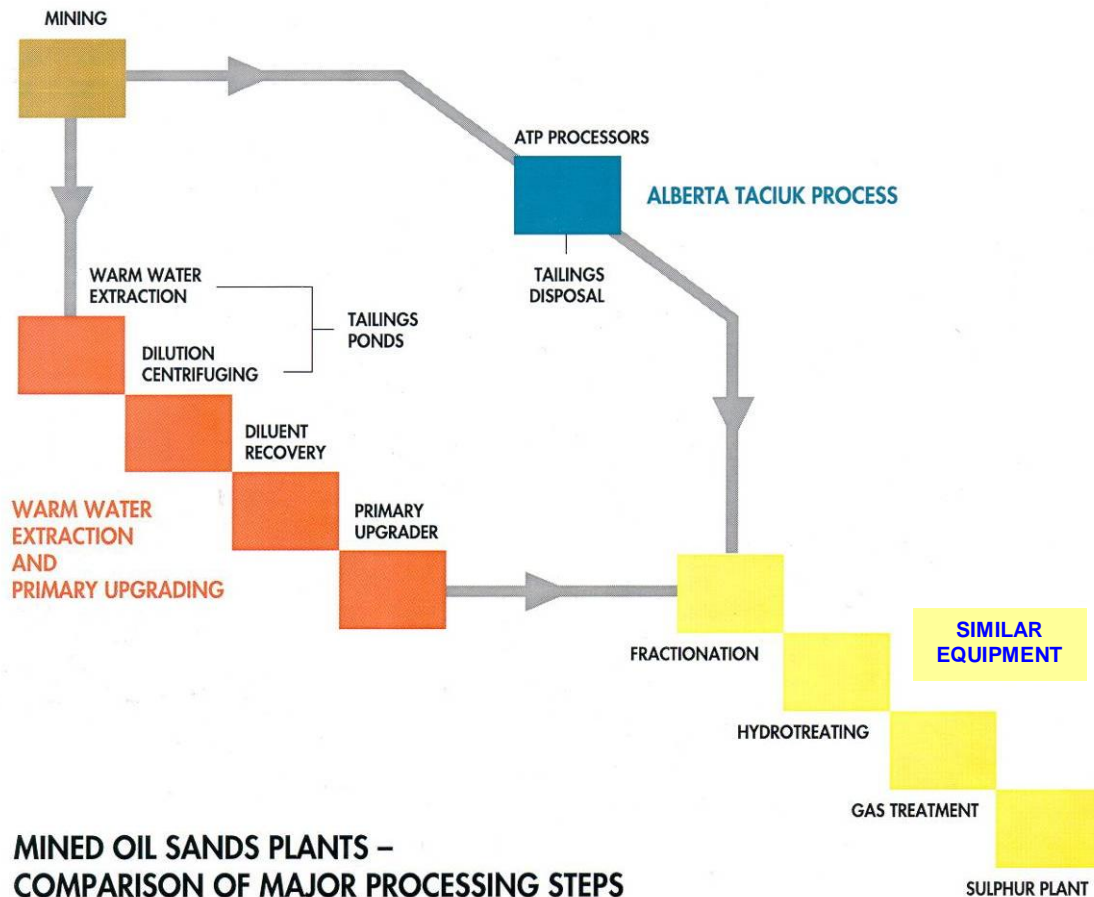 MINING
ATP PROCESSORS
ALBERTA TACIUK PROCESS
TAILINGS
DISPOSAL
WARM WATER
EXTRACTION
TAILINGS
PONDS
DILUTION
CENTRIFUGING
DILUENT
RECOVERY
WARM WATER
EXTRACTION
AND
PRIMARY UPGRADING
PRIMARY
UPGRADER
SIMILAR
EQUIPMENT
FRACTIONATION
HYDROTREATING
GAS TREATMENT
SULPHUR PLANT
MINED OIL SANDS PLANTS –
COMPARISON OF MAJOR PROCESSING STEPS